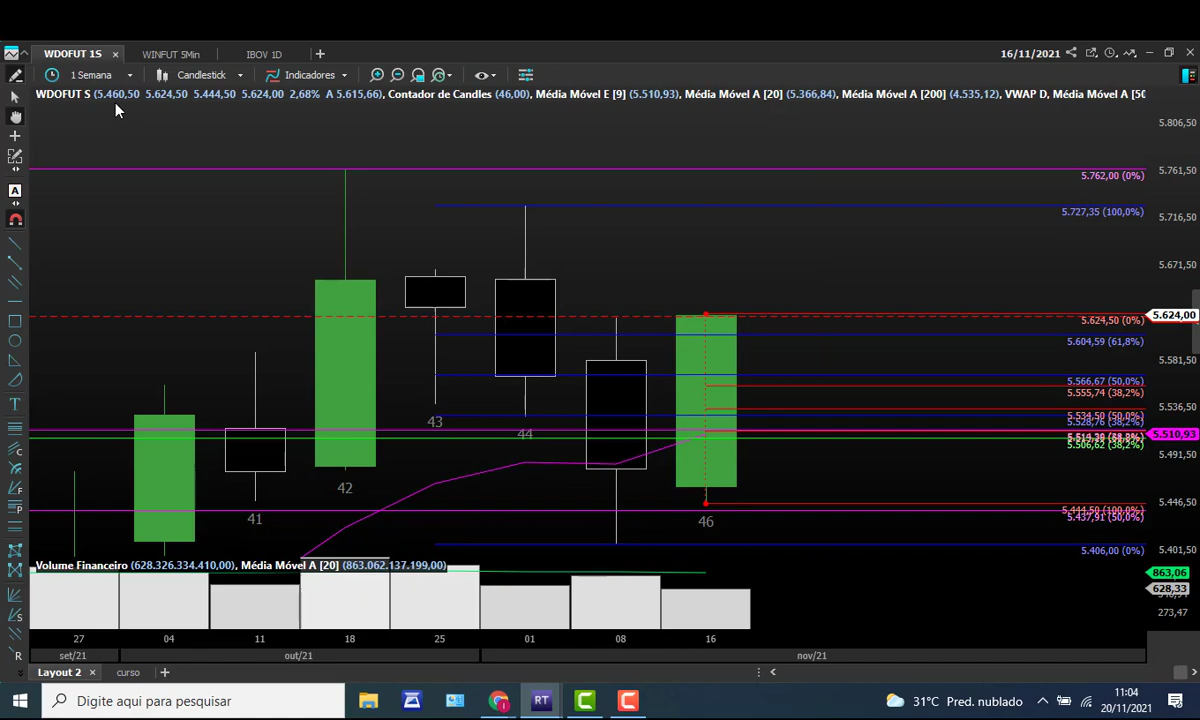 WDOFUT 1S
WINFUT 5Min
IBOV 1D
16/11/2021
1 Semana
Candlestick
Indicadores
WDOFUT S (5.460,50 5.624,50 5.444,50 5.624,00 2,68% A 5.615,66), Contador de Candles (46,00), Média Móvel E [9] (5.510,93), Média Móvel A [20] (5.366,84), Média Móvel A [200] (4.535,12), VWAP D, Média Móvel A [50
5.806,50
5.761,50
5.762,00 (0%)
5.727,35 (100,0%)
5.716,50
5.671,50
5.624,00
5.624,50 (0%)
5.604,59 (61,8%)
5.581,50
5.566,67 (50,0%)
5.555,74 (38,2%)
5.536,50
5.534,50 (50,0%)
5.528,76 (38,2%)
5.510,93
5.506,62 (38,2%)
5.491,50
5.446,50
5.444,50 (100,0%)
5.437,91 (50,0%)
5.406,00 (0%)
5.401,50
41
42
43
44
46
Volume Financeiro (628.326.334.410,00), Média Móvel A [20] (863.062.137.199,00)
863,06
628,33
273,47
27
04
11
18
25
01
08
16
set/21
out/21
nov/21
Layout 2
curso
Digite aqui para pesquisar
RT
31°C Pred. nublado
11:04
20/11/2021